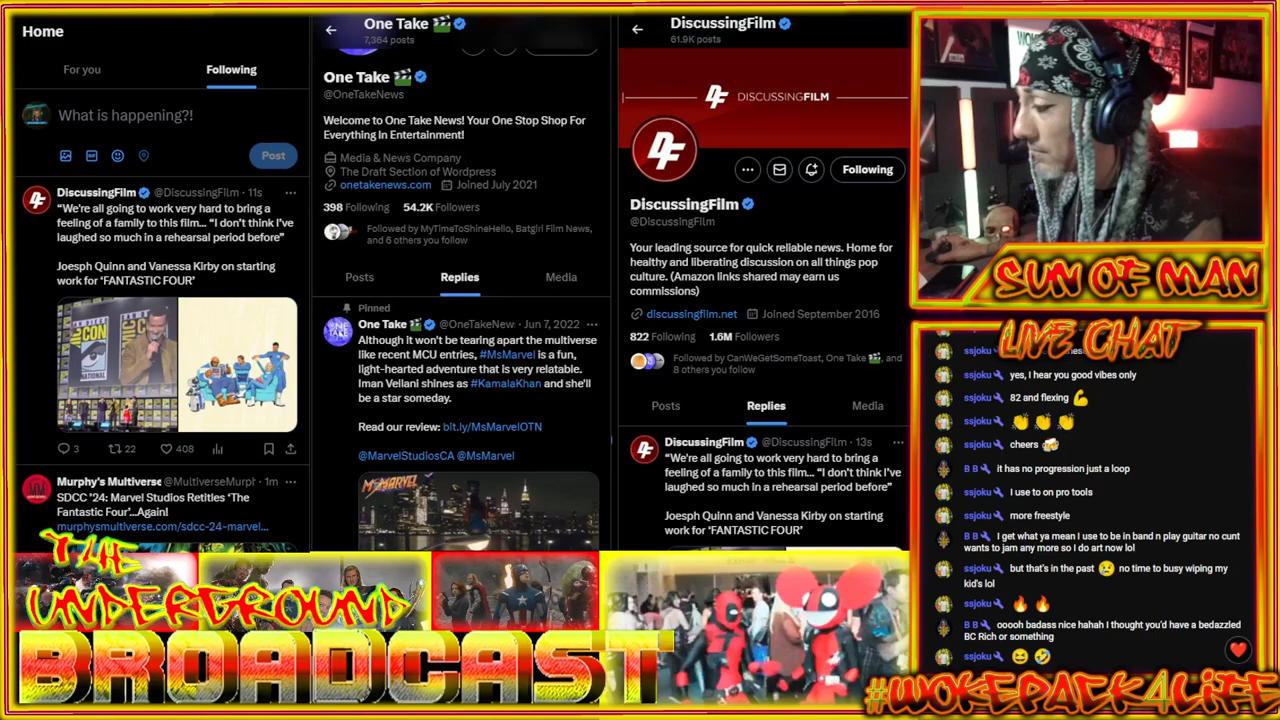 Home
For you
Following
What is happening?!
Post
DiscussingFilm @DiscussingFilm · 11s
“We're all going to work very hard to bring a
feeling of a family to this film... “I don't think I've
laughed so much in a rehearsal period before”
Joesph Quinn and Vanessa Kirby on starting
work for ‘FANTASTIC FOUR’
SAN DIEGO
COMIC CON
INTERNATIONAL
3
22
408
Murphy's Multiverse @MultiverseMurph · 1m
SDCC '24: Marvel Studios Retitles ‘The
Fantastic Four’...Again!
murphysmultiverse.com/sdcc-24-marvel...
One Take
7,364 posts
One Take
@OneTakeNews
Welcome to One Take News! Your One Stop Shop For
Everything In Entertainment!
Media & News Company
The Draft Section of Wordpress
onetakenews.com Joined July 2021
398 Following 54.2K Followers
Followed by MyTimeToShineHello, Batgirl Film News,
and 6 others you follow
Posts
Replies
Media
Pinned
ONE TAKE
One Take @OneTakeNew · Jun 7, 2022
Although it won't be tearing apart the multiverse
like recent MCU entries, #MsMarvel is a fun,
light-hearted adventure that is very relatable.
Iman Vellani shines as #KamalaKhan and she'll
be a star someday.
Read our review: bit.ly/MsMarvelOTN
@MarvelStudiosCA @MsMarvel
MS. MARVEL
DiscussingFilm
61.9K posts
DF DISCUSSINGFILM
DF
Following
DiscussingFilm
@DiscussingFilm
Your leading source for quick reliable news. Home for
healthy and liberating discussion on all things pop
culture. (Amazon links shared may earn us
commissions)
discussingfilm.net Joined September 2016
822 Following 1.6M Followers
Followed by CanWeGetSomeToast, One Take, and
8 others you follow
Posts
Replies
Media
DiscussingFilm @DiscussingFilm · 13s
“We're all going to work very hard to bring a
feeling of a family to this film... “I don't think I've
laughed so much in a rehearsal period before”
Joesph Quinn and Vanessa Kirby on starting
work for ‘FANTASTIC FOUR’
SUN OF MAN
LIVE CHAT
ssjoku
ssjoku yes, I hear you good vibes only
ssjoku 82 and flexing 💪
ssjoku 👏 👏 👏
ssjoku cheers 🍻
B B it has no progression just a loop
ssjoku I use to on pro tools
ssjoku more freestyle
B B I get what ya mean I use to be in band n play guitar no cunt
wants to jam any more so I do art now lol
ssjoku but that's in the past 😢 no time to busy wiping my
kid's lol
ssjoku 🔥 🔥
B B ooooh badass nice hahah I thought you'd have a bedazzled
BC Rich or something
ssjoku 😆 🤣
THE
UNDERGROUND
BROADCAST
#WOKEPACK4LIFE